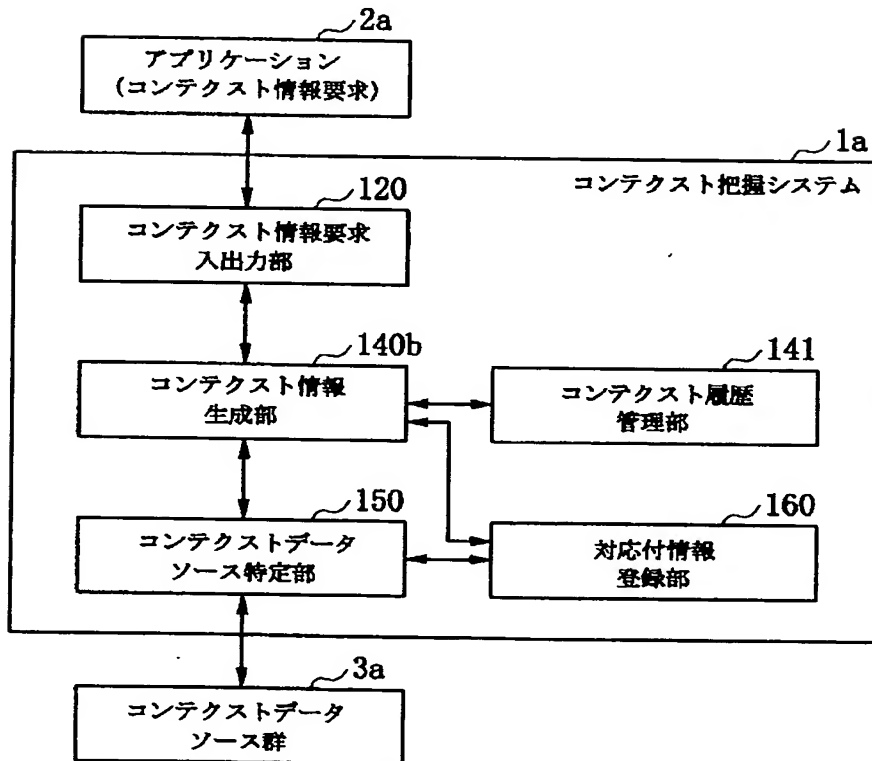 2a
アプリケーション
(コンテクスト情報要求)
1a
コンテクスト把握システム
120
コンテクスト情報要求
入出力部
140b
コンテクスト情報
生成部
141
コンテクスト履歴
管理部
150
コンテクストデータ
ソース特定部
160
対応付情報
登録部
3a
コンテクストデータ
ソース群